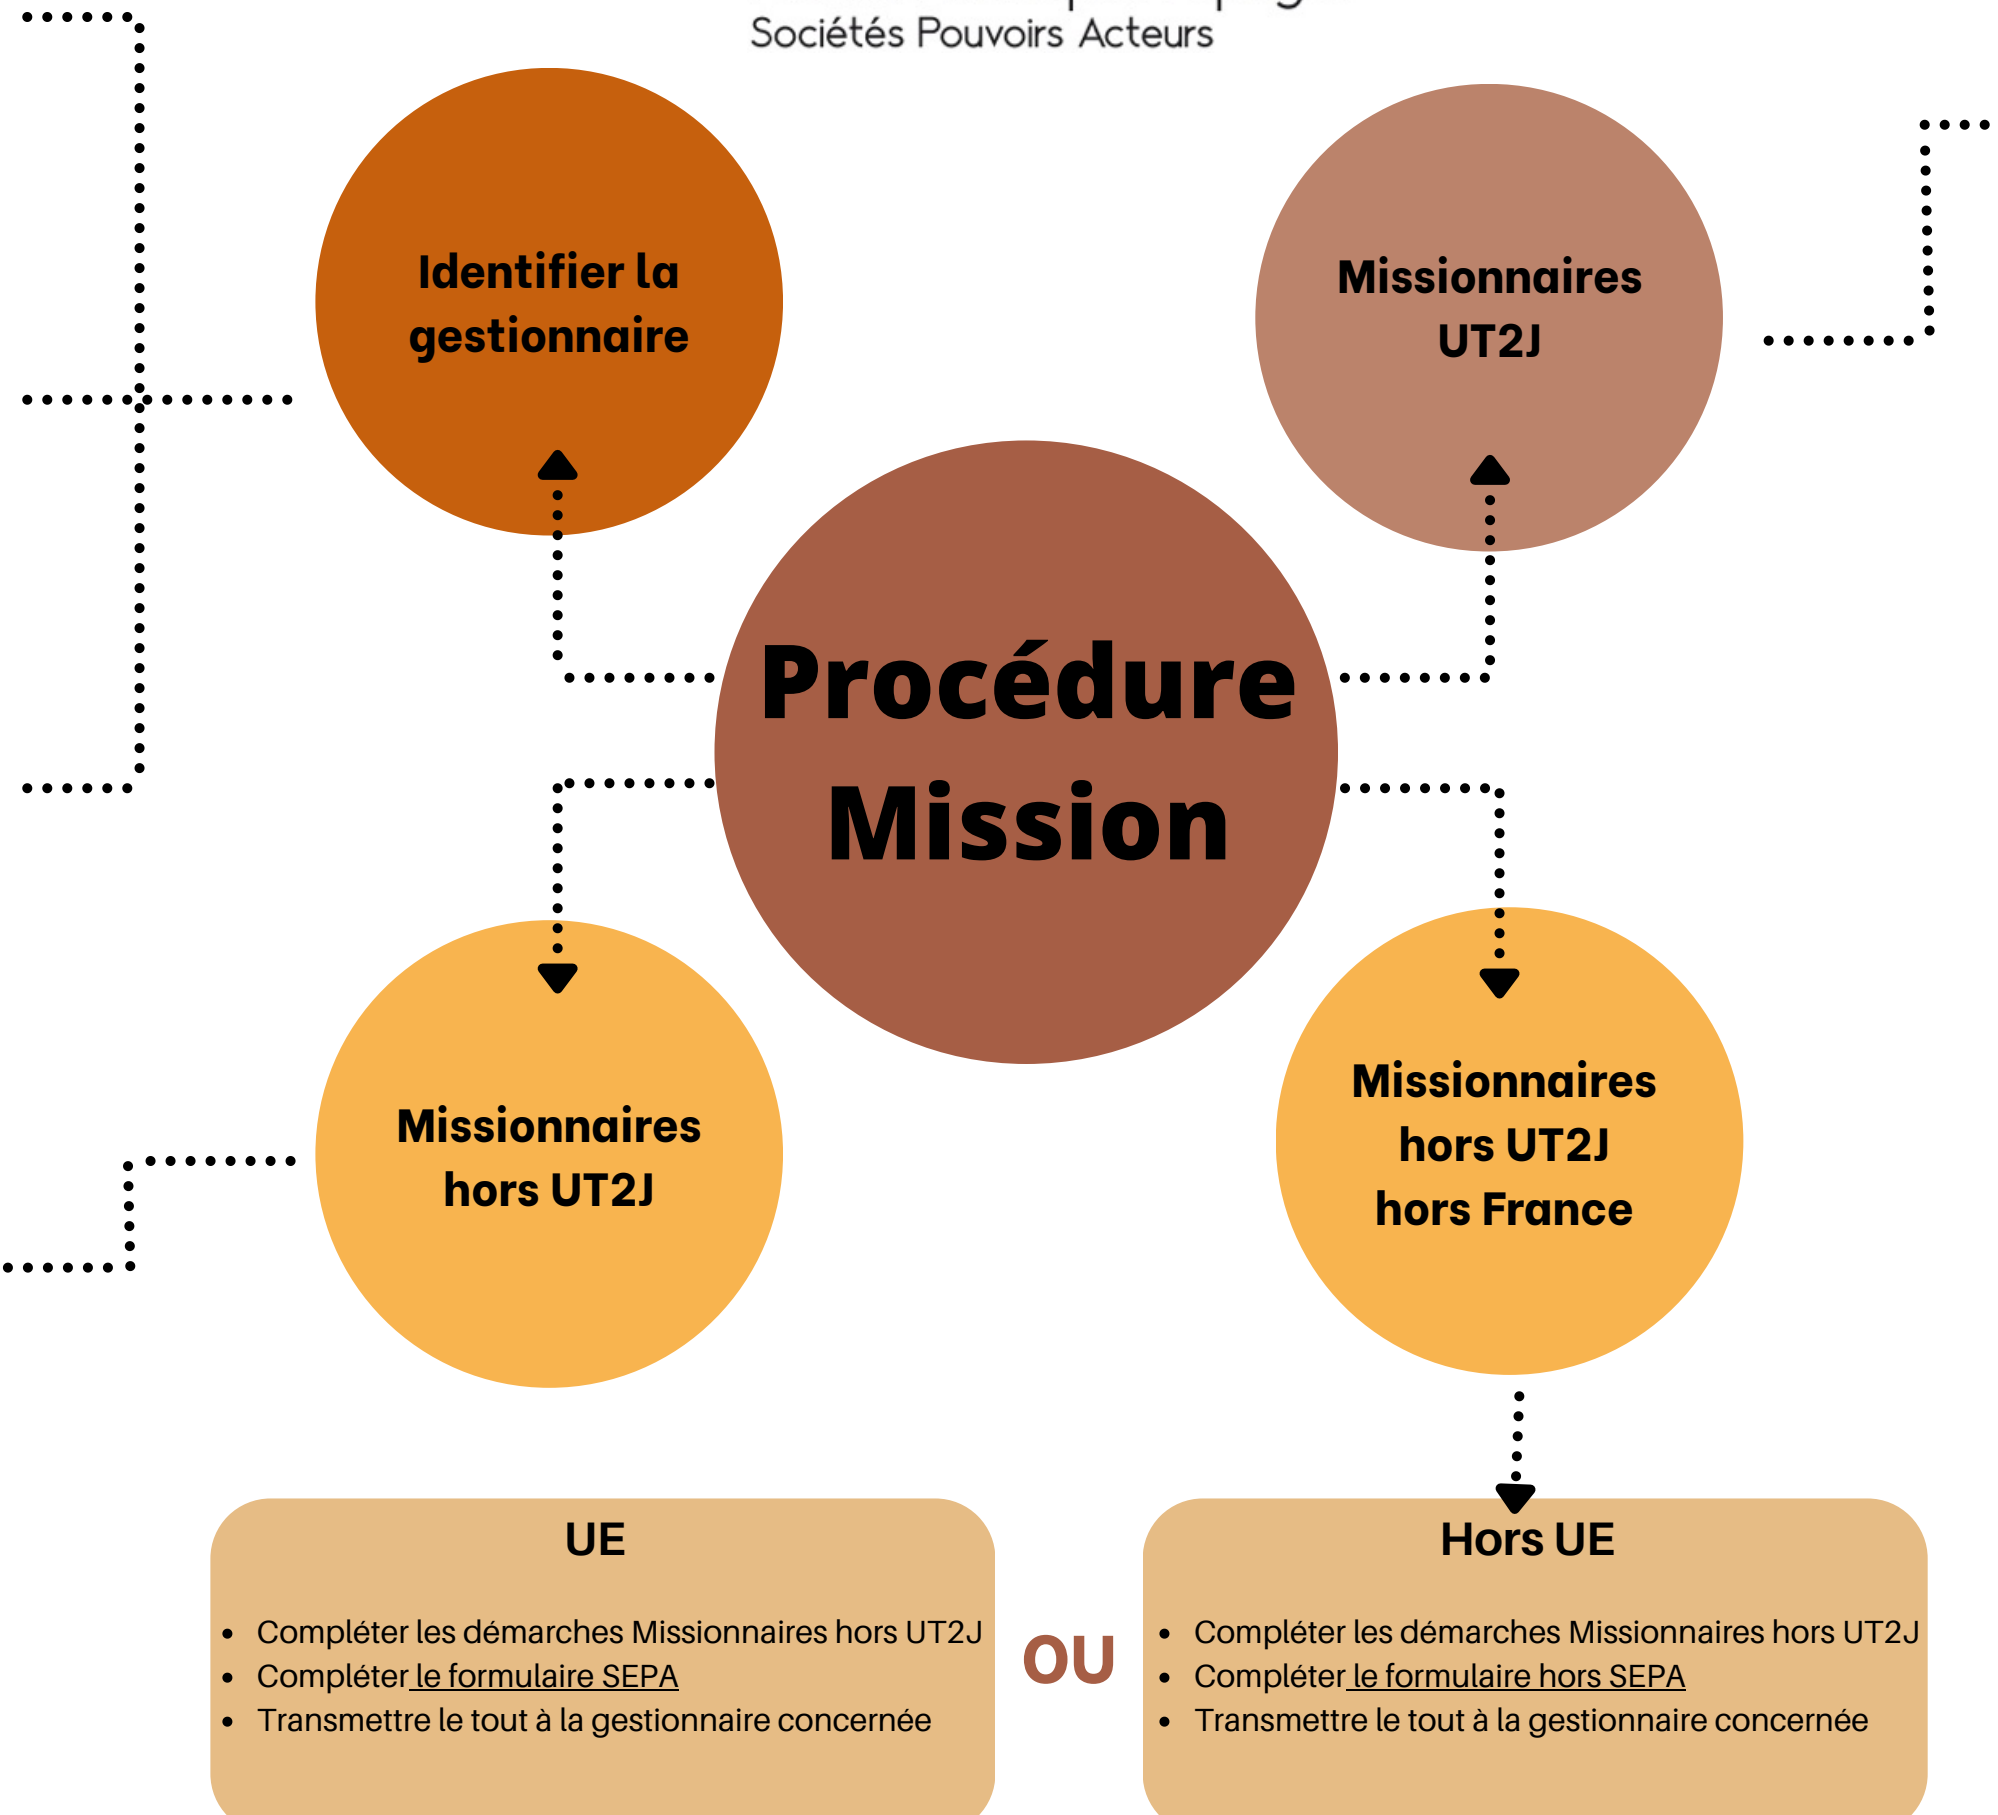 Sociétés Pouvoirs Acteurs
Identifier la
gestionnaire
Missionnaires
UT2J
Procédure
Mission
Missionnaires
hors UT2J
Missionnaires
hors UT2J
hors France
UE
• Compléter les démarches Missionnaires hors UT2J
• Compléter le formulaire SEPA
• Transmettre le tout à la gestionnaire concernée
OU
Hors UE
• Compléter les démarches Missionnaires hors UT2J
• Compléter le formulaire hors SEPA
• Transmettre le tout à la gestionnaire concernée